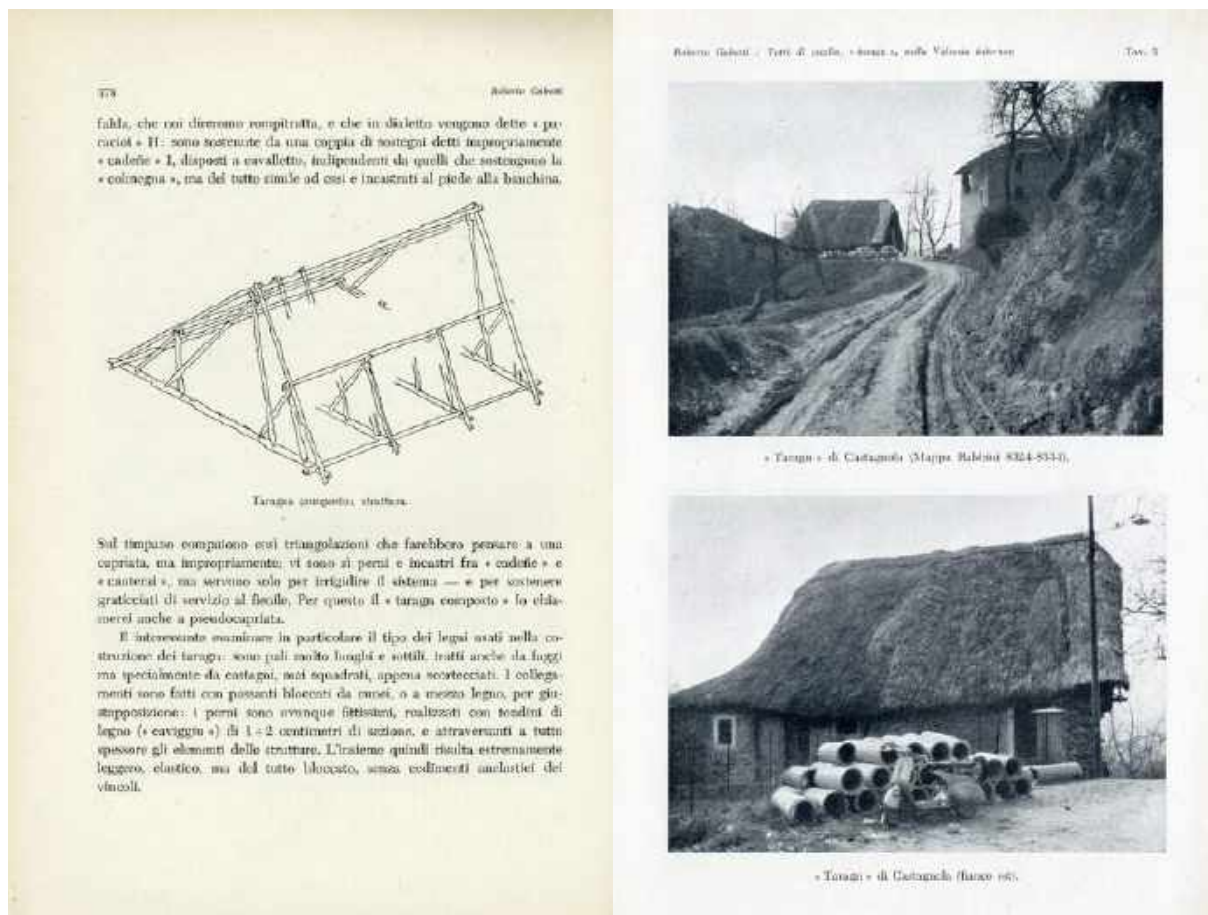 378
Roberto Gabetti
falda, che noi diremo rompitratta, e che in dialetto vengono dette « pa-
H: sono sostenute da una coppia di sostegni detti impropriamente
« cadeñe » I, disposti a cavalletto, indipendenti da quelli che sostengono la
« colmegna », ma del tutto simile ad essi e incastrati al piede alla banchina.
Taragn composto: struttura.
Sul timpano compaiono così triangolazioni che farebbero pensare a una
capriata, ma impropriamente: vi sono sì perni e incastri fra « cadeñe » e
ma servono solo per irrigidire il sistema — e per sostenere
graticciati di servizio al fienile. Per questo il « taragn composto » lo chia-
merei anche a pseudocapriata.
È interessante esaminare in particolare il tipo dei legni usati nella co-
struzione dei taragn: sono pali molto lunghi e sottili, tratti anche da faggi
ma specialmente da castagni, mai squadrati, appena scortecciati. I collega-
menti sono fatti con passanti bloccati da cunei, o a mezzo legno, per giu-
stapposizione: i perni sono ovunque fittissimi, realizzati con tondini di
legno (« caviggiu ») di 1÷2 centimetri di sezione, e attraversanti a tutto
spessore gli elementi delle strutture. L'insieme quindi risulta estremamente
leggero, elastico, ma del tutto bloccato, senza cedimenti anelastici dei
vincoli.
Roberto Gabetti : Tetti di nella Valsesia inferiore
Tav. 2
« Taragn » di Castagnola (Mappa Rabbini
« Taragn » di Castagnola (fianco